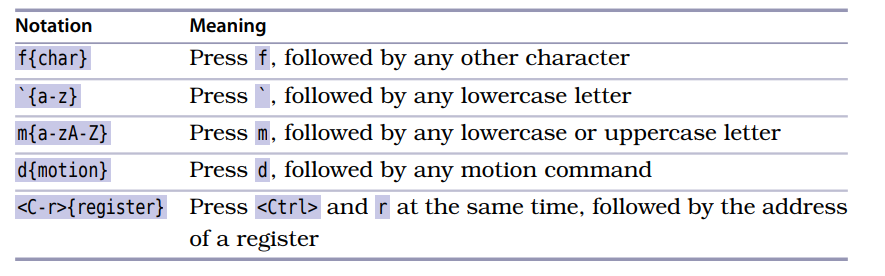 Notation Meaning
f{char} Press f, followed by any other character
`{a-z} Press `, followed by any lowercase letter
m{a-zA-Z} Press m, followed by any lowercase or uppercase letter
d{motion} Press d, followed by any motion command
<C-r>{register} Press <Ctrl> and r at the same time, followed by the address
of a register